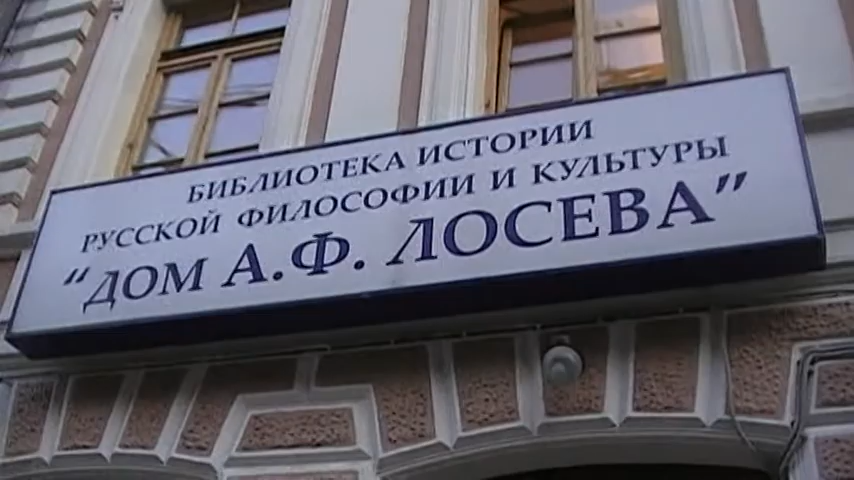 БИБЛИОТЕКА ИСТОРИИ
РУССКОЙ ФИЛОСОФИИ И КУЛЬТУРЫ
“ДОМ А.Ф. ЛОСЕВА”